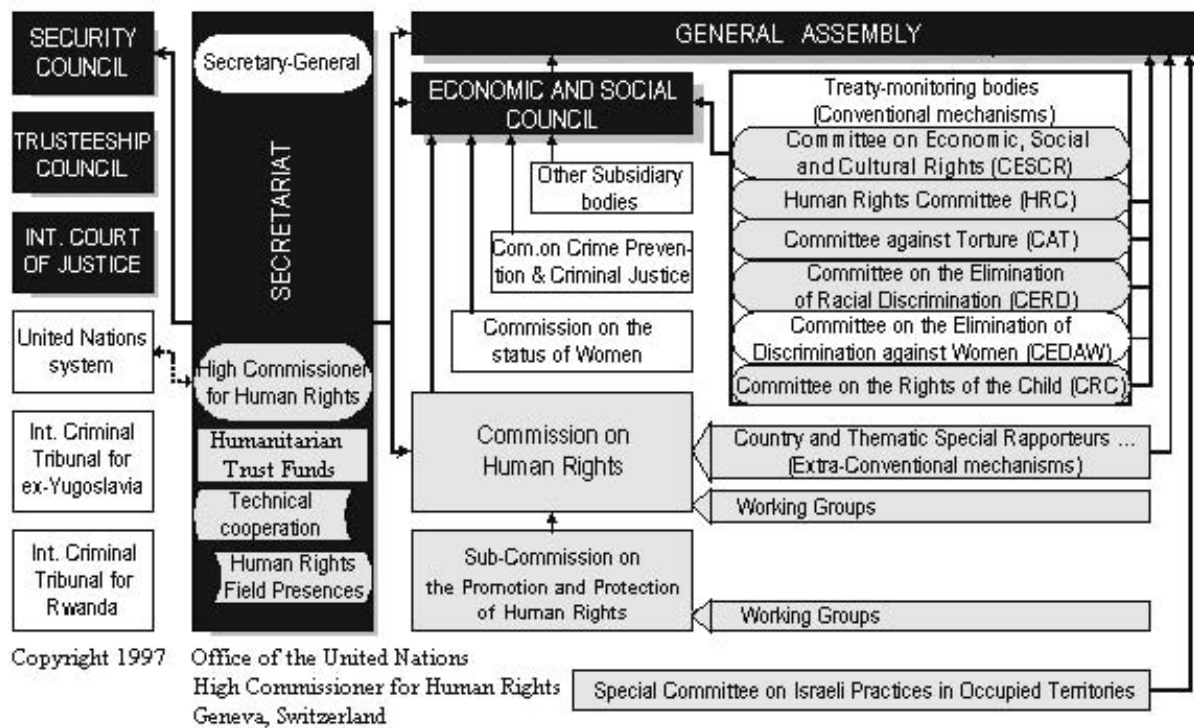 SECURITY
COUNCIL
TRUSTEESHIP
COUNCIL
INT. COURT
OF JUSTICE
United Nations
system
Int. Criminal
Tribunal for
ex-Yugoslavia
Int. Criminal
Tribunal for
Rwanda
Secretary-General
SECRETARIAT
High Commissioner
for Human Rights
Humanitarian
Trust Funds
Technical
cooperation
Human Rights
Field Presences
GENERAL ASSEMBLY
ECONOMIC AND SOCIAL
COUNCIL
Other Subsidiary
bodies
Com.on Crime Preven-
tion & Criminal Justice
Commission on the
status of Women
Commission on
Human Rights
Sub-Commission on
the Promotion and Protection
of Human Rights
Treaty-monitoring bodies
(Conventional mechanisms)
Committee on Economic, Social
and Cultural Rights (CESCR)
Human Rights Committee (HRC)
Committee against Torture (CAT)
Committee on the Elimination
of Racial Discrimination (CERD)
Committee on the Elimination of
Discrimination against Women (CEDAW)
Committee on the Rights of the Child (CRC)
Country and Thematic Special Rapporteurs ...
(Extra-Conventional mechanisms)
Working Groups
Working Groups
Special Committee on Israeli Practices in Occupied Territories
Copyright 1997 Office of the United Nations
High Commissioner for Human Rights
Geneva, Switzerland